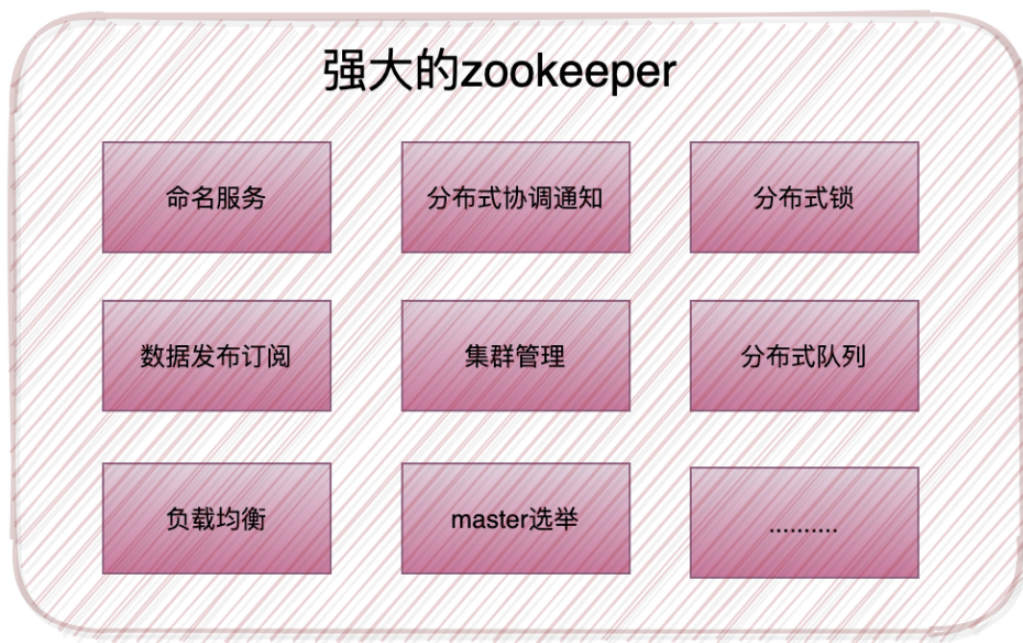 强大的zookeeper
命名服务
分布式协调通知
分布式锁
数据发布订阅
集群管理
分布式队列
负载均衡
master选举
..........